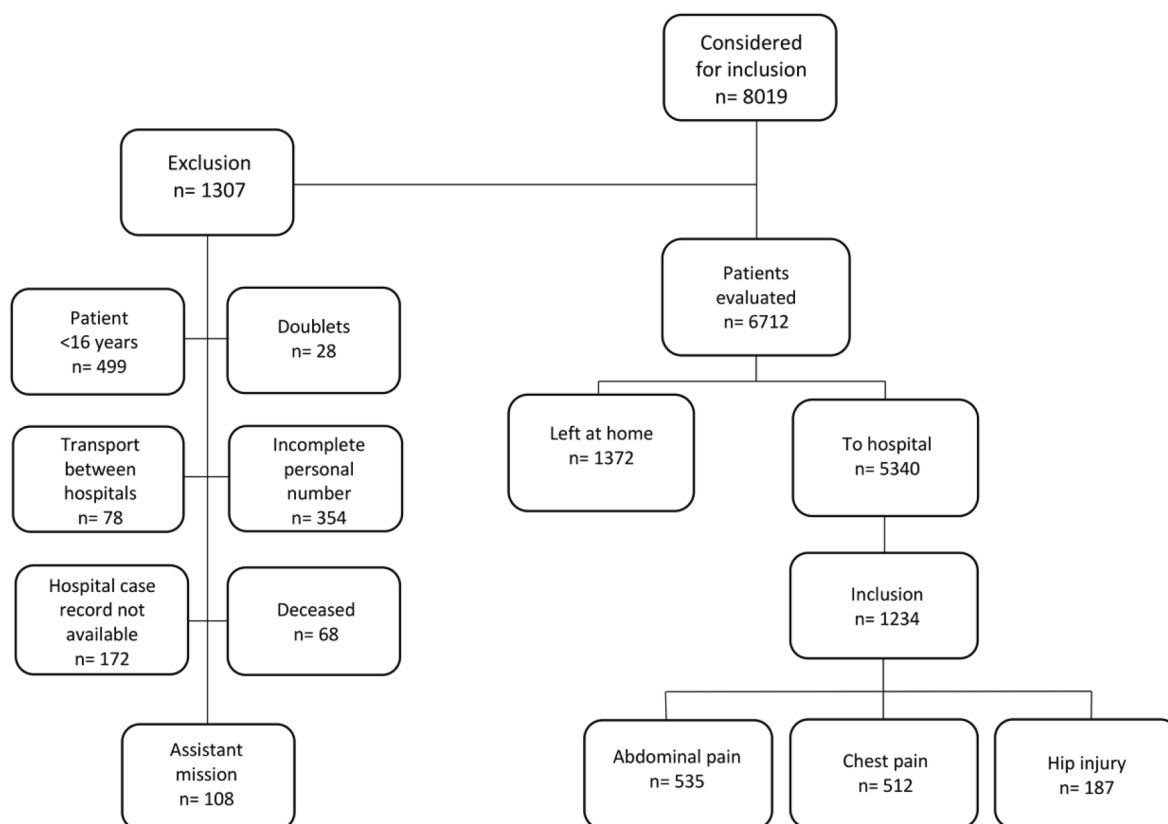 Considered
for inclusion
n= 8019
Exclusion
n= 1307
Patients
evaluated
n= 6712
Patient
<16 years
n= 499
Doublets
n= 28
Left at home
n= 1372
To hospital
n= 5340
Transport
between
hospitals
n= 78
Incomplete
personal
number
n= 354
Hospital case
record not
available
n= 172
Deceased
n= 68
Inclusion
n= 1234
Assistant
mission
n= 108
Abdominal pain
n= 535
Chest pain
n= 512
Hip injury
n= 187